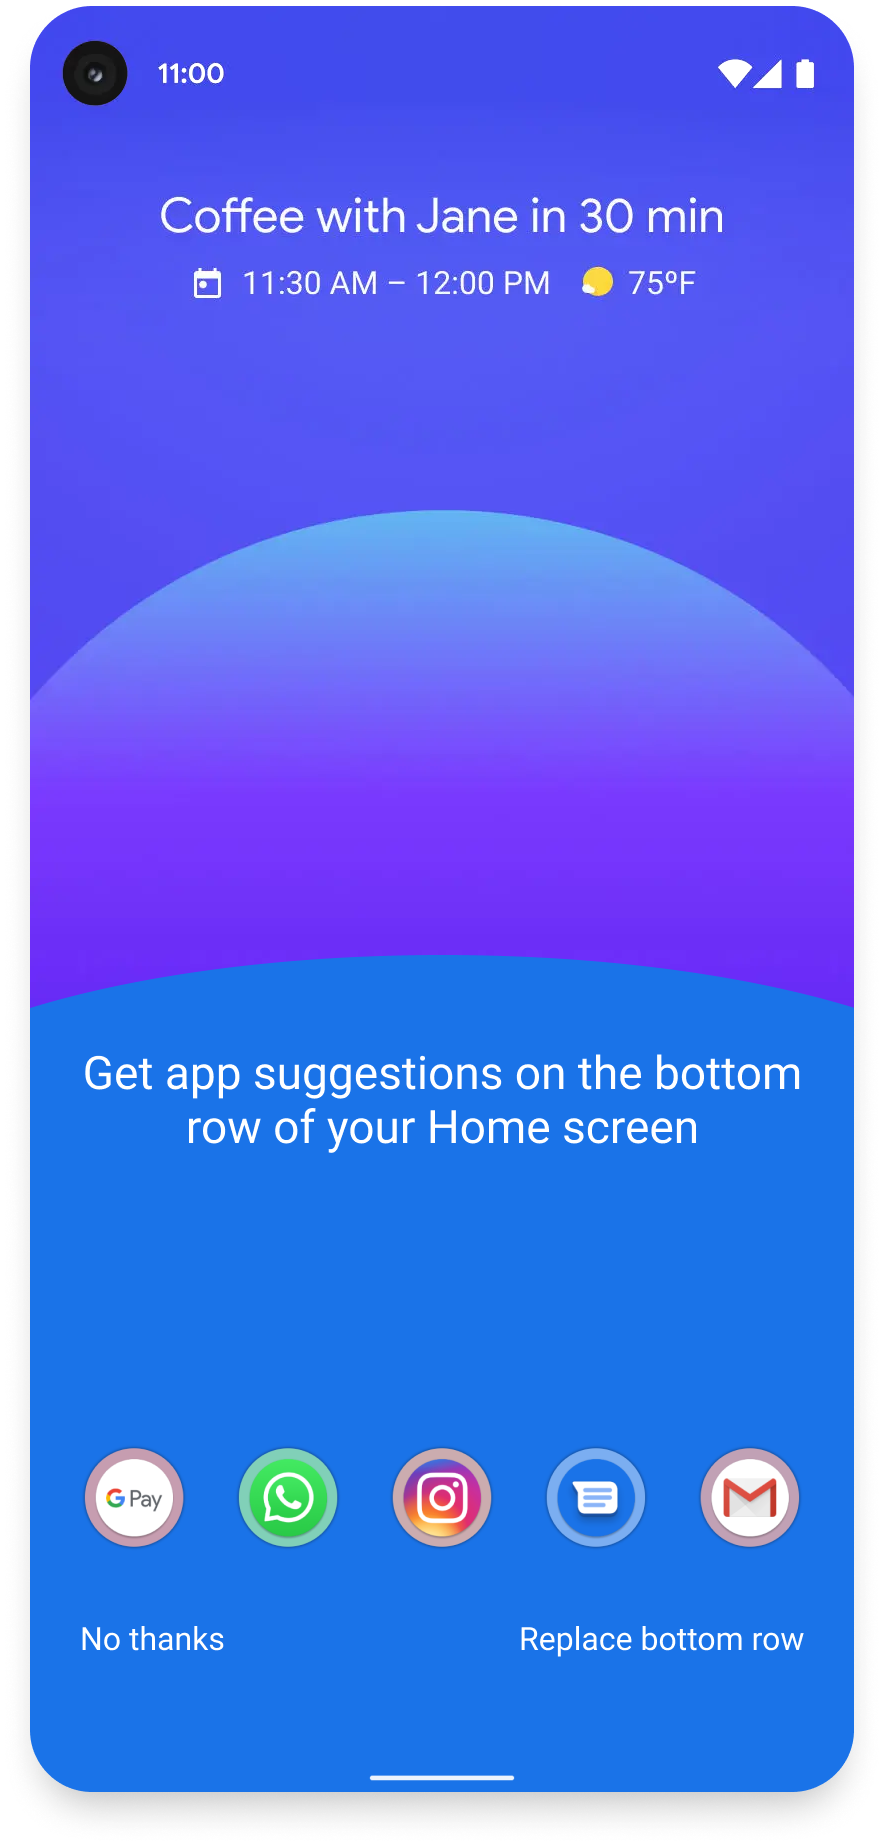 11:00
Coffee with Jane in 30 min
11:30 AM – 12:00 PM 75ºF
Get app suggestions on the bottom
row of your Home screen
G Pay
No thanks Replace bottom row